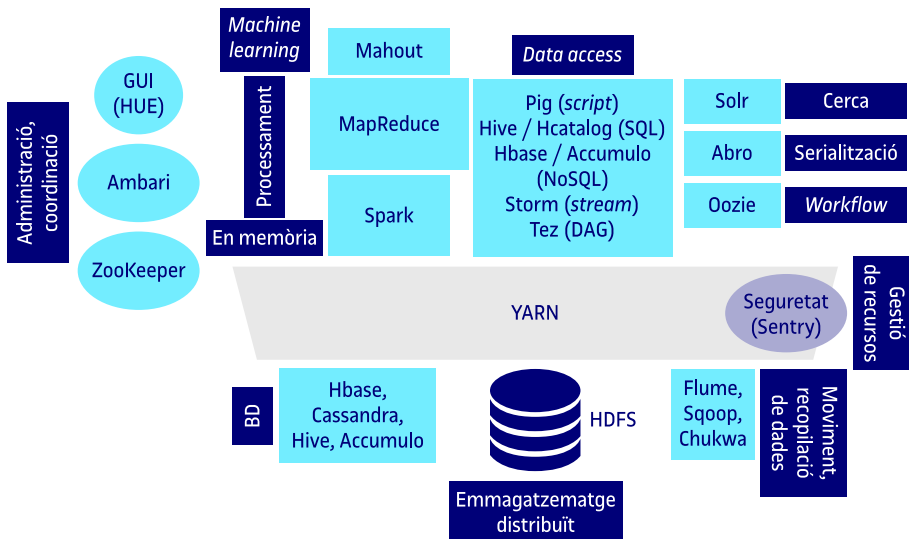 Machine
learning
Mahout
Data access
GUI
(HUE)
Administració,
coordinació
Ambari
ZooKeeper
Processament
En memòria
MapReduce
Spark
Pig (script)
Hive / Hcatalog (SQL)
Hbase / Accumulo
(NoSQL)
Storm (stream)
Tez (DAG)
Solr
Cerca
Abro
Serialització
Oozie
Workflow
YARN
Seguretat
(Sentry)
Gestió
de recursos
BD
Hbase,
Cassandra,
Hive, Accumulo
HDFS
Flume,
Sqoop,
Chukwa
Moviment,
recopilació
de dades
Emmagatzematge
distribuït